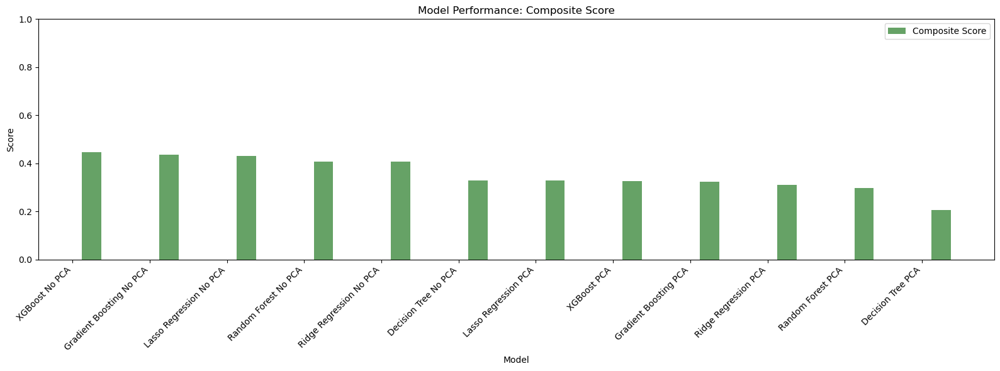 Model Performance: Composite Score
Composite Score
Score
1.0
0.8
0.6
0.4
0.2
0.0
XGBoost No PCA
Gradient Boosting No PCA
Lasso Regression No PCA
Random Forest No PCA
Ridge Regression No PCA
Decision Tree No PCA
Lasso Regression PCA
XGBoost PCA
Gradient Boosting PCA
Ridge Regression PCA
Random Forest PCA
Decision Tree PCA
Model